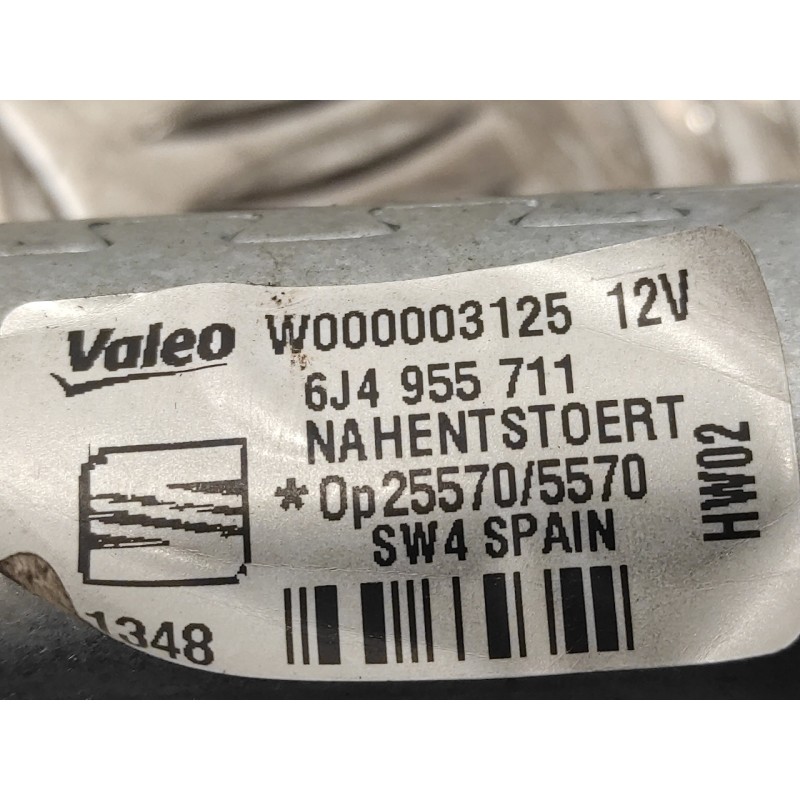 Valeo W000003125 12V
6J4 955 711
NAHENTSTOERT
*0p25570/5570
SW4 SPAIN
HW02
1348